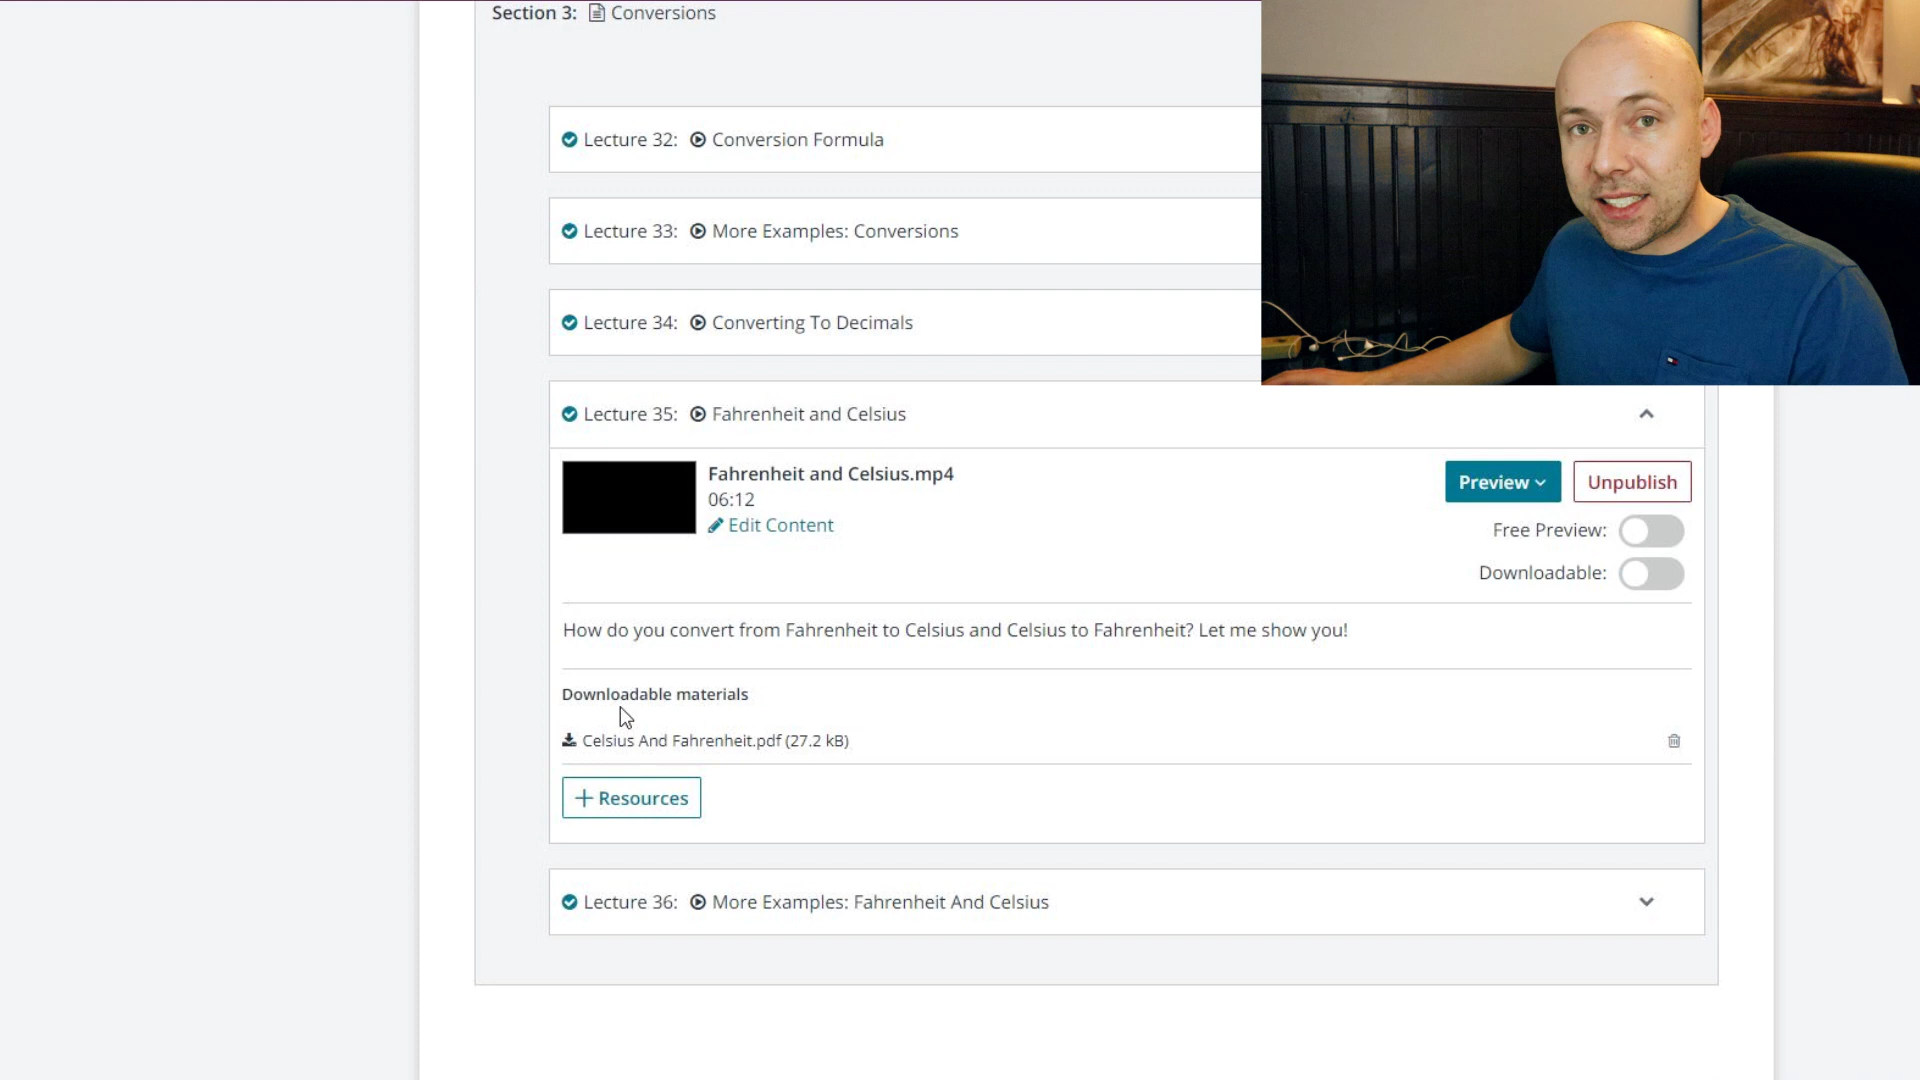 Section 3: Conversions
Lecture 32: Conversion Formula
Lecture 33: More Examples: Conversions
Lecture 34: Converting To Decimals
Lecture 35: Fahrenheit and Celsius
Fahrenheit and Celsius.mp4
06:12
Edit Content
Preview
Unpublish
Free Preview:
Downloadable:
How do you convert from Fahrenheit to Celsius and Celsius to Fahrenheit? Let me show you!
Downloadable materials
Celsius And Fahrenheit.pdf (27.2 kB)
+ Resources
Lecture 36: More Examples: Fahrenheit And Celsius